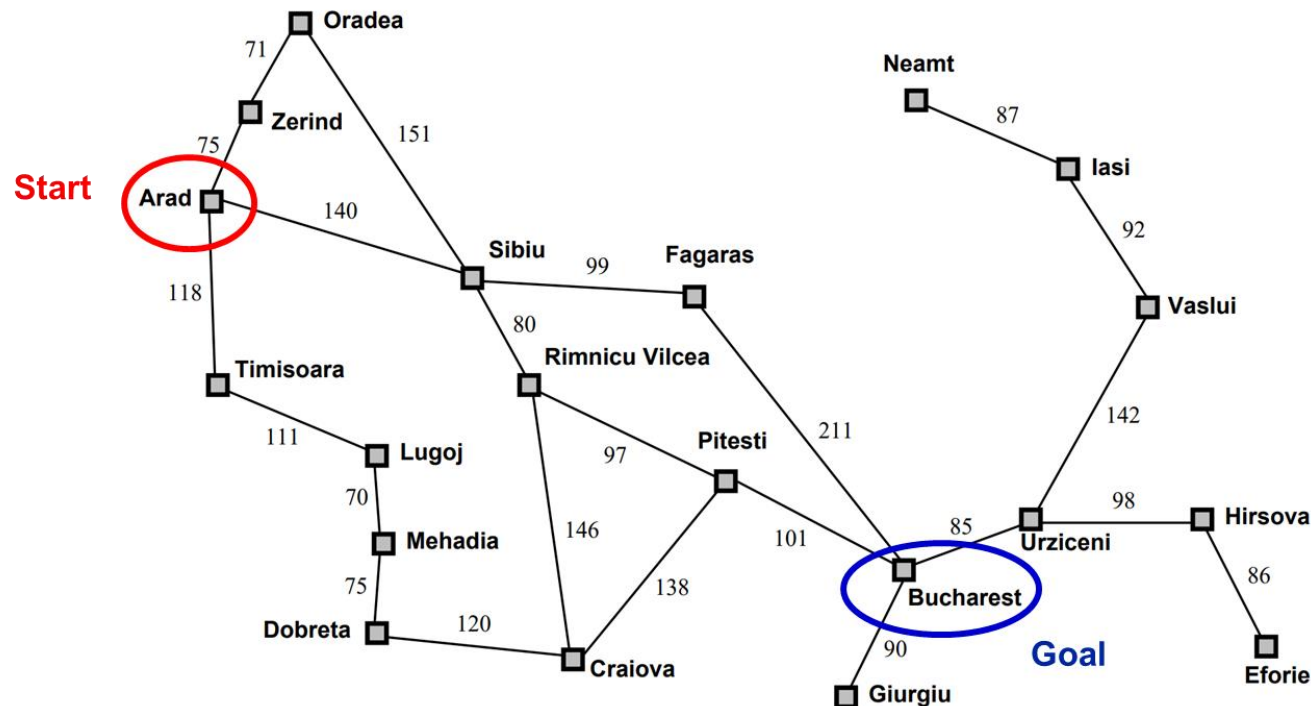 Oradea
71
Neamt
Zerind
87
75
151
Start
Arad
Iasi
140
Sibiu
Fagaras
92
99
118
Vaslui
80
Timisoara
Rimnicu Vilcea
142
211
111
Pitesti
Lugoj
97
70
98
Hirsova
146
101
85
Urziceni
Mehadia
138
86
75
Bucharest
Dobreta
120
90
Goal
Craiova
Eforie
Giurgiu